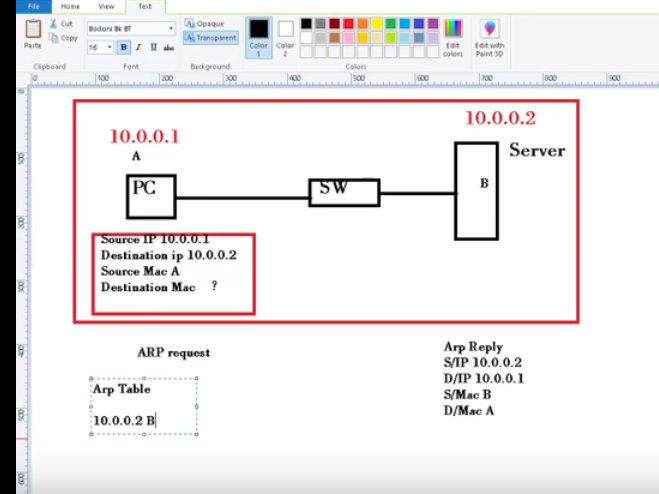 File Home View Text
Paste
Cut
Copy
Clipboard
Bodoni Bk BT
16 B I U abc
Font
Opaque
Transparent
Background
Color 1
Color 2
Colors
Edit colors
Edit with Paint 3D
0 100 200 300 400 500 600 700 800 900
100
200
300
400
500
600
10.0.0.1
A
PC
SW
10.0.0.2
Server
B
Source IP 10.0.0.1
Destination ip 10.0.0.2
Source Mac A
Destination Mac ?
ARP request
Arp Table
10.0.0.2 B
Arp Reply
S/IP 10.0.0.2
D/IP 10.0.0.1
S/Mac B
D/Mac A